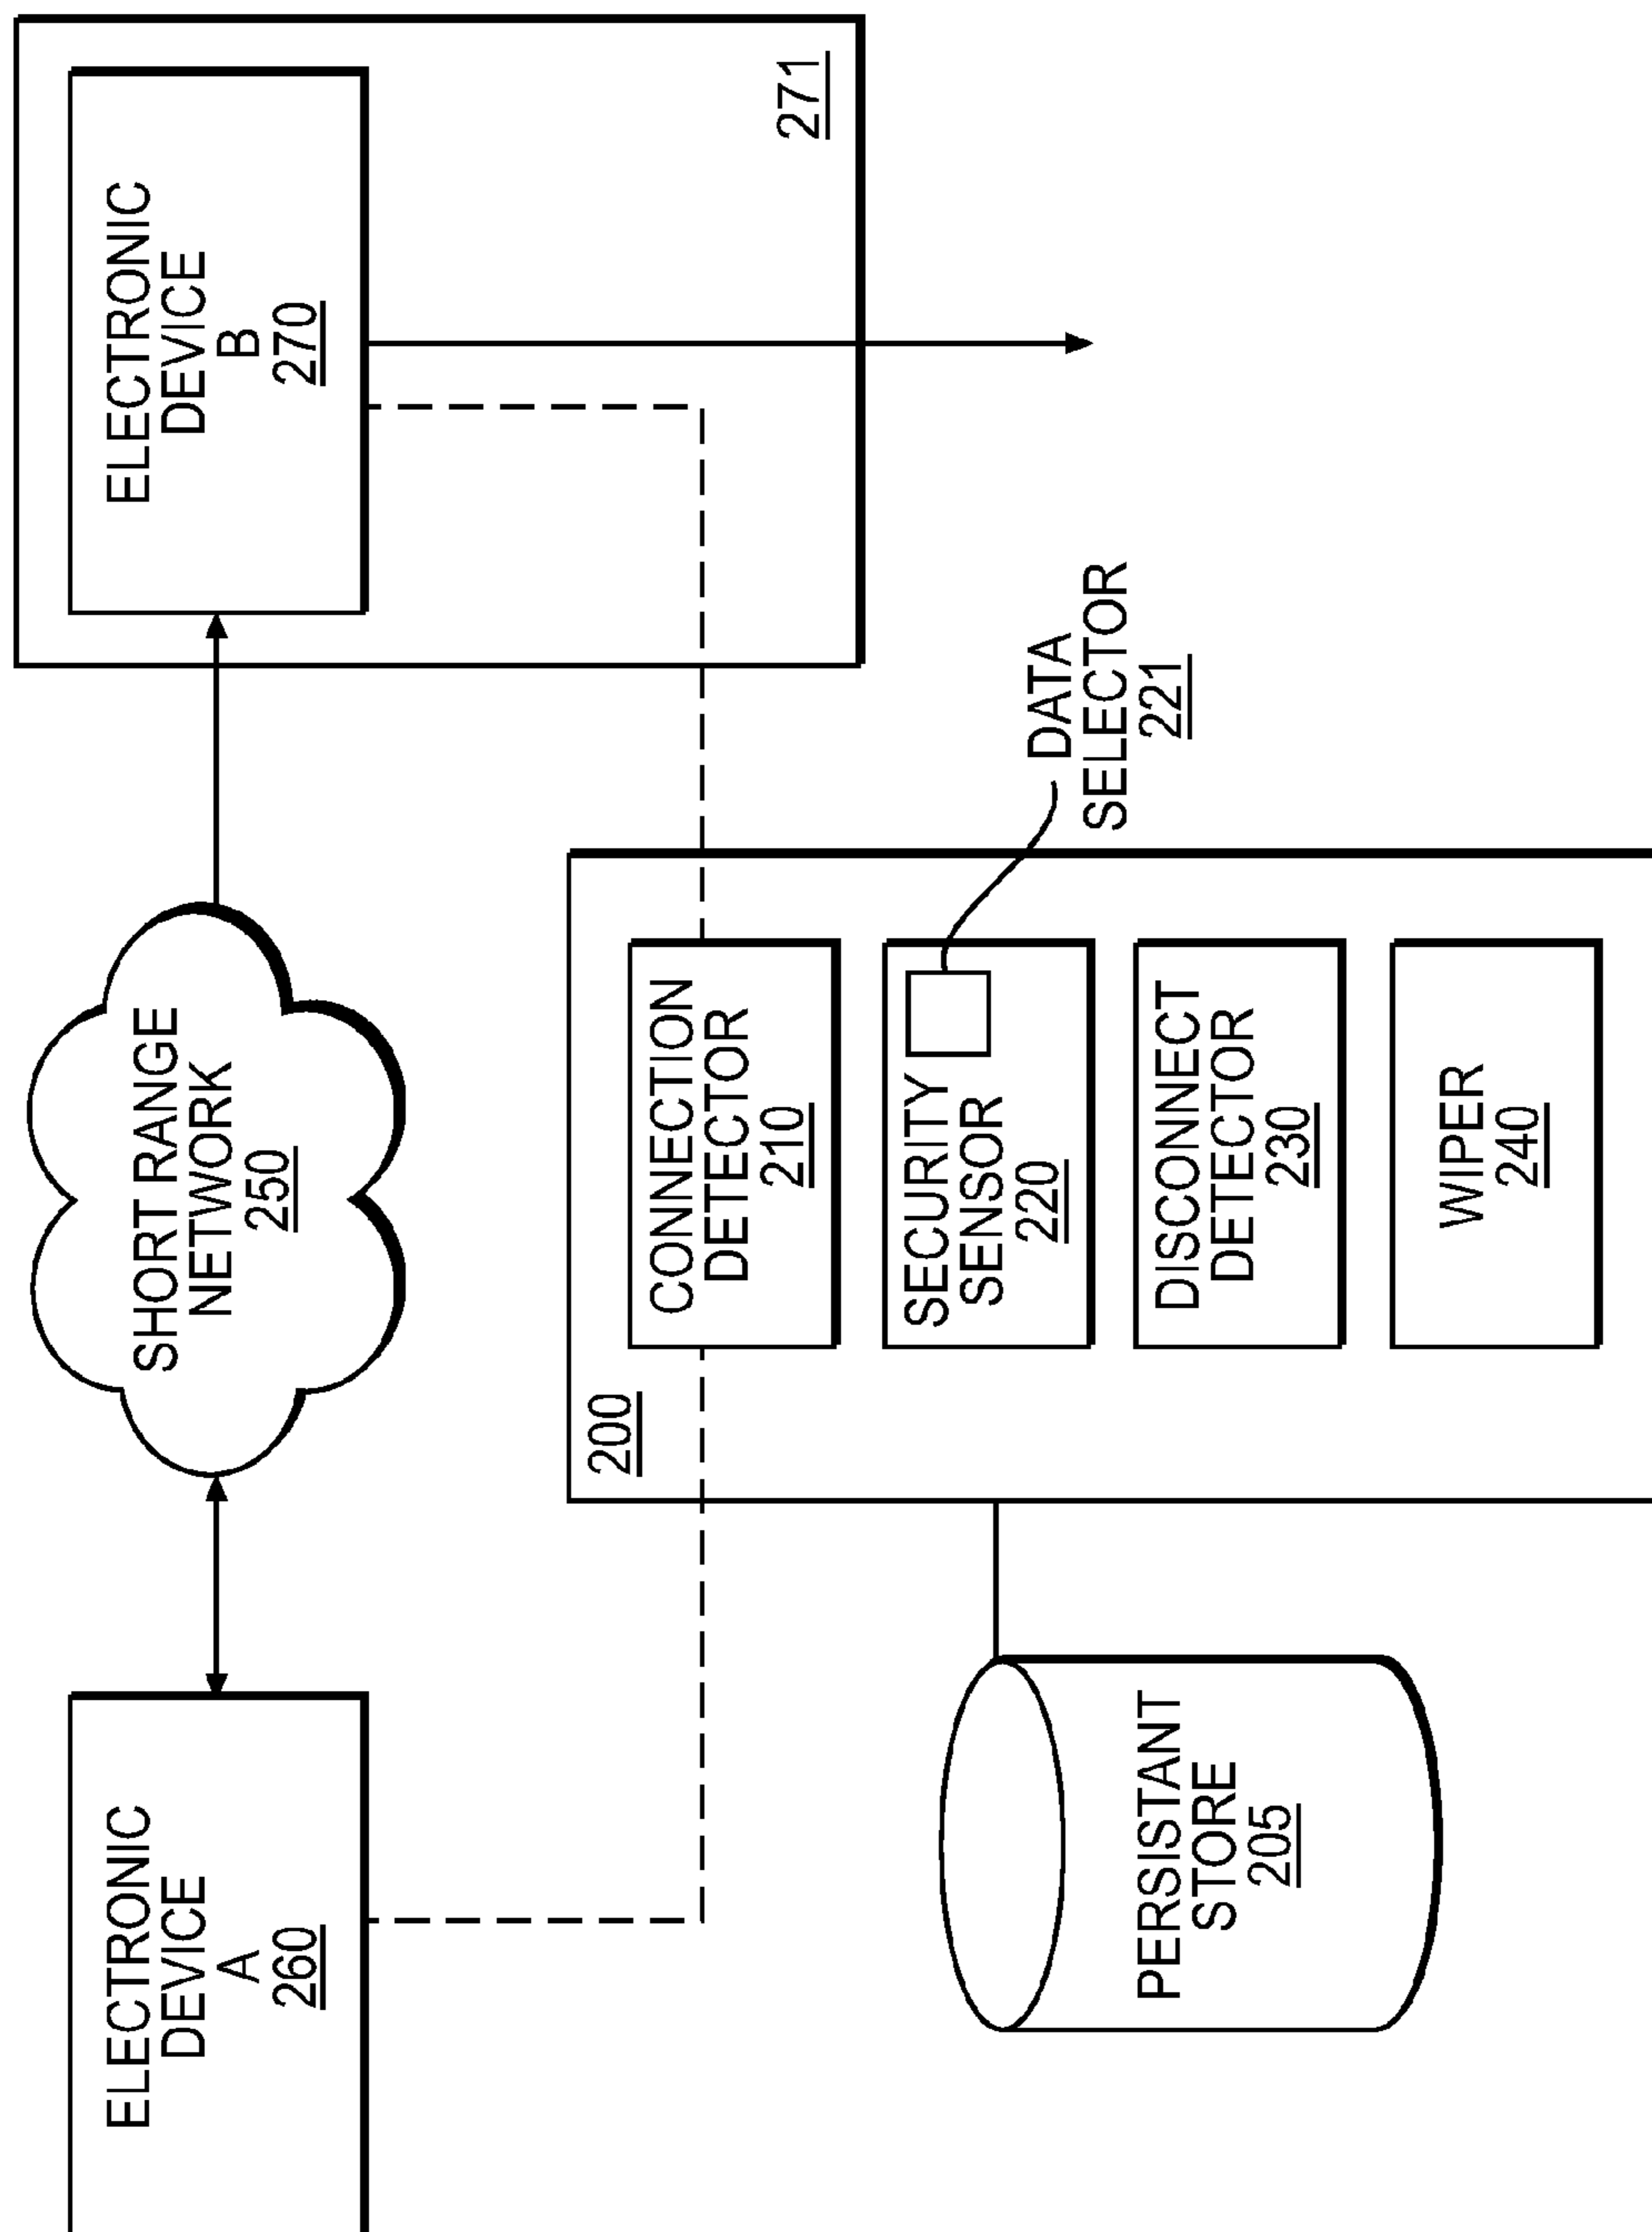 ELECTRONIC
DEVICE
A
260
SHORT RANGE
NETWORK
250
ELECTRONIC
DEVICE
B
270
271
200
CONNECTION
DETECTOR
210
SECURITY
SENSOR
220
DATA
SELECTOR
221
DISCONNECT
DETECTOR
230
WIPER
240
PERSISTANT
STORE
205